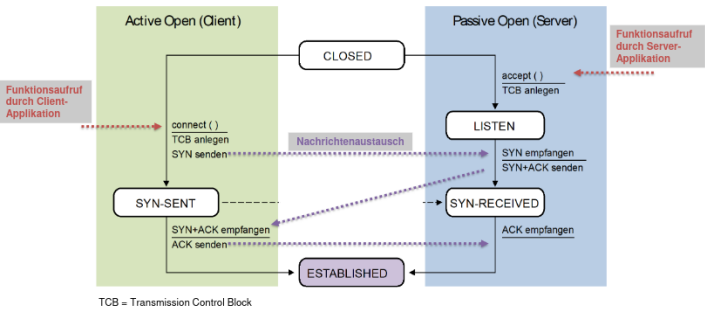 Active Open (Client)
Passive Open (Server)
Funktionsaufruf
durch Server-
Applikation
CLOSED
accept ( )
TCB anlegen
Funktionsaufruf
durch Client-
Applikation
connect ( )
TCB anlegen
SYN senden
Nachrichtenaustausch
LISTEN
SYN empfangen
SYN+ACK senden
SYN-SENT
SYN-RECEIVED
SYN+ACK empfangen
ACK senden
ACK empfangen
ESTABLISHED
TCB = Transmission Control Block